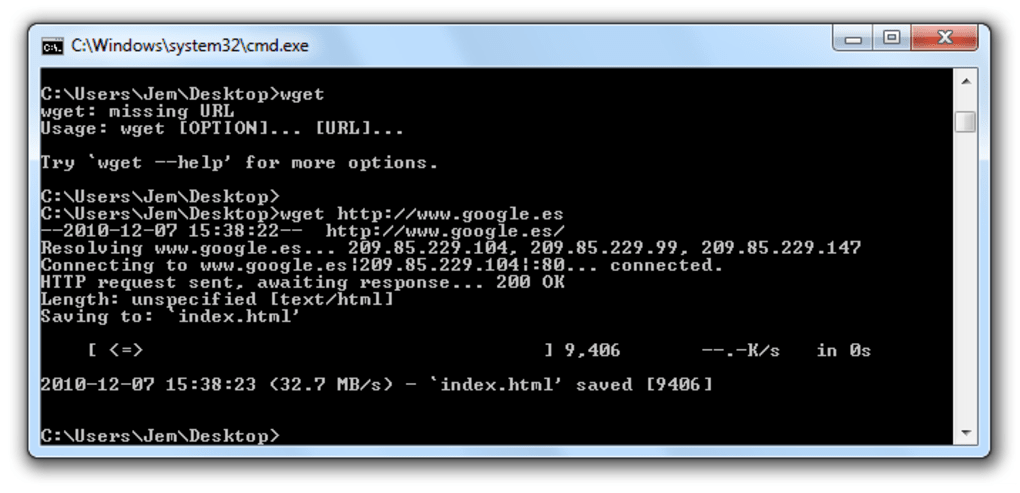 C:\Windows\system32\cmd.exe
C:\Users\Jem\Desktop>wget
wget: missing URL
Usage: wget [OPTION]... [URL]...
Try `wget --help' for more options.
C:\Users\Jem\Desktop>
C:\Users\Jem\Desktop>wget http://www.google.es
--2010-12-07 15:38:22--  http://www.google.es/
Resolving www.google.es... 209.85.229.104, 209.85.229.99, 209.85.229.147
Connecting to www.google.es|209.85.229.104|:80... connected.
HTTP request sent, awaiting response... 200 OK
Length: unspecified [text/html]
Saving to: `index.html'
[ <=> ] 9,406 --.-K/s in 0s
2010-12-07 15:38:23 (32.7 MB/s) - `index.html' saved [9406]
C:\Users\Jem\Desktop>